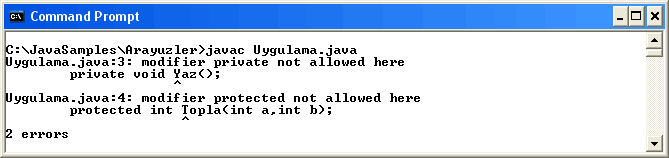 Command Prompt
C:\JavaSamples\Arayuzler>javac Uygulama.java
Uygulama.java:3: modifier private not allowed here
        private void Yaz();
                     ^
Uygulama.java:4: modifier protected not allowed here
        protected int Topla(int a,int b);
                      ^
2 errors